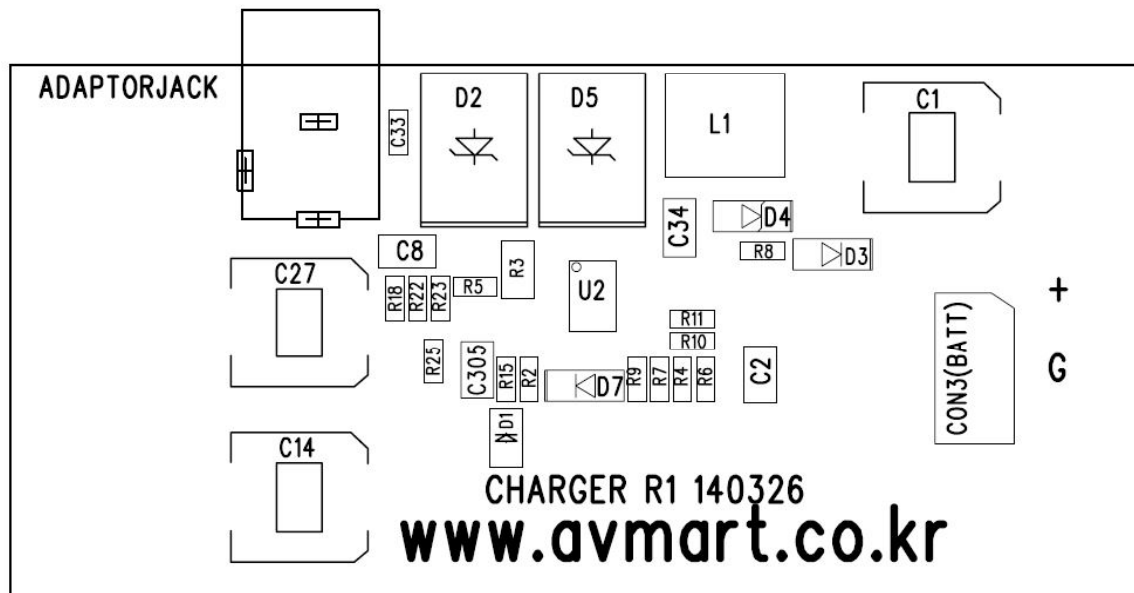 ADAPTORJACK
C33
D2
D5
L1
C1
C34
D4
C8
R3
R8
D3
C27
R18
R22
R23
R5
U2
+
R11
R10
R25
C305
R15
R2
D7
R9
R7
R4
R6
C2
CON3(BATT)
G
D1
C14
CHARGER R1 140326
www.avmart.co.kr